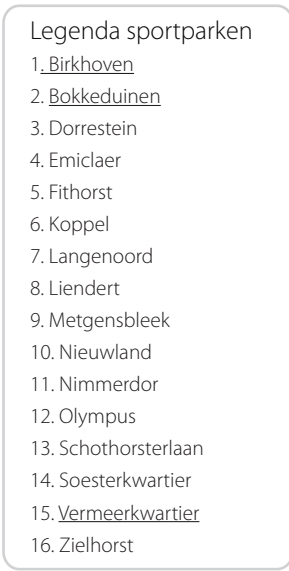 Legenda sportparken
1. Birkhoven
2. Bokkeduinen
3. Dorrestein
4. Emiclaer
5. Fithorst
6. Koppel
7. Langenoord
8. Liendert
9. Metgensbleek
10. Nieuwland
11. Nimmerdor
12. Olympus
13. Schothorsterlaan
14. Soesterkwartier
15. Vermeerkwartier
16. Zielhorst